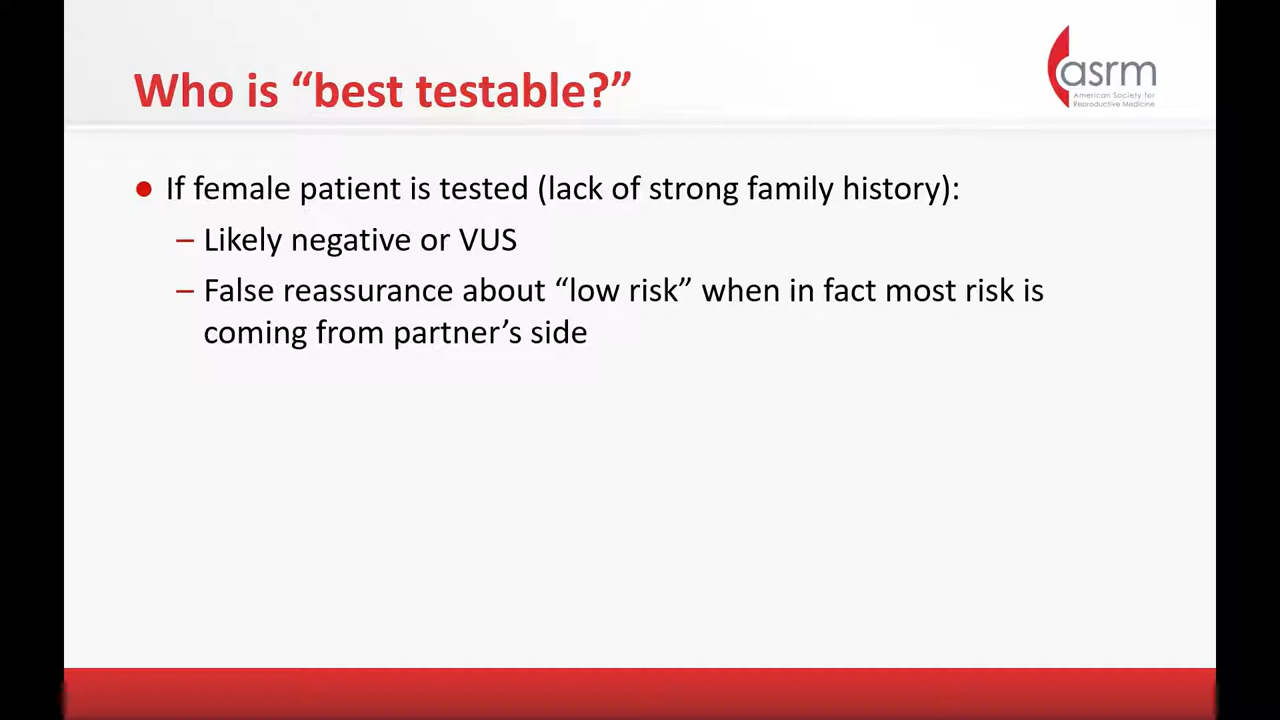 Who is “best testable?”
asrm
American Society for
Reproductive Medicine
● If female patient is tested (lack of strong family history):
– Likely negative or VUS
– False reassurance about “low risk” when in fact most risk is
coming from partner’s side